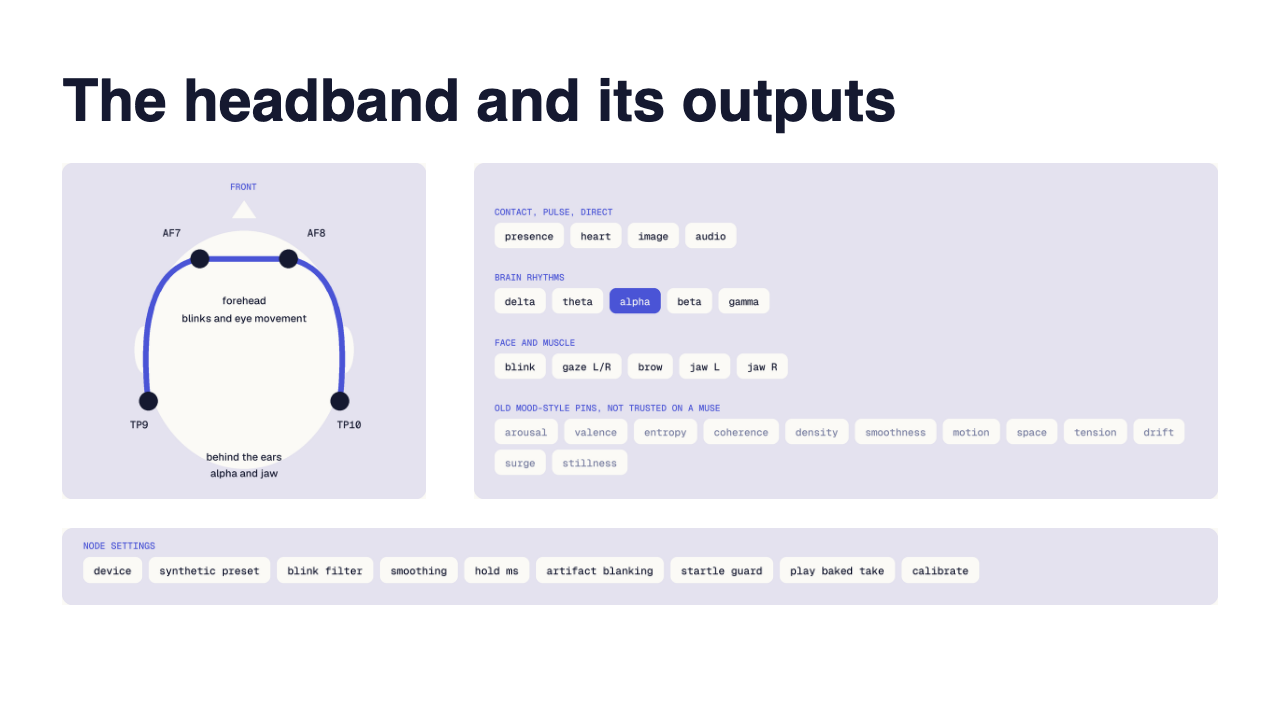 The headband and its outputs
FRONT
AF7 AF8
forehead
blinks and eye movement
TP9 TP10
behind the ears
alpha and jaw
CONTACT, PULSE, DIRECT
presence heart image audio
BRAIN RHYTHMS
delta theta alpha beta gamma
FACE AND MUSCLE
blink gaze L/R brow jaw L jaw R
OLD MOOD-STYLE PINS, NOT TRUSTED ON A MUSE
arousal valence entropy coherence density smoothness motion space tension drift
surge stillness
NODE SETTINGS
device synthetic preset blink filter smoothing hold ms artifact blanking startle guard play baked take calibrate